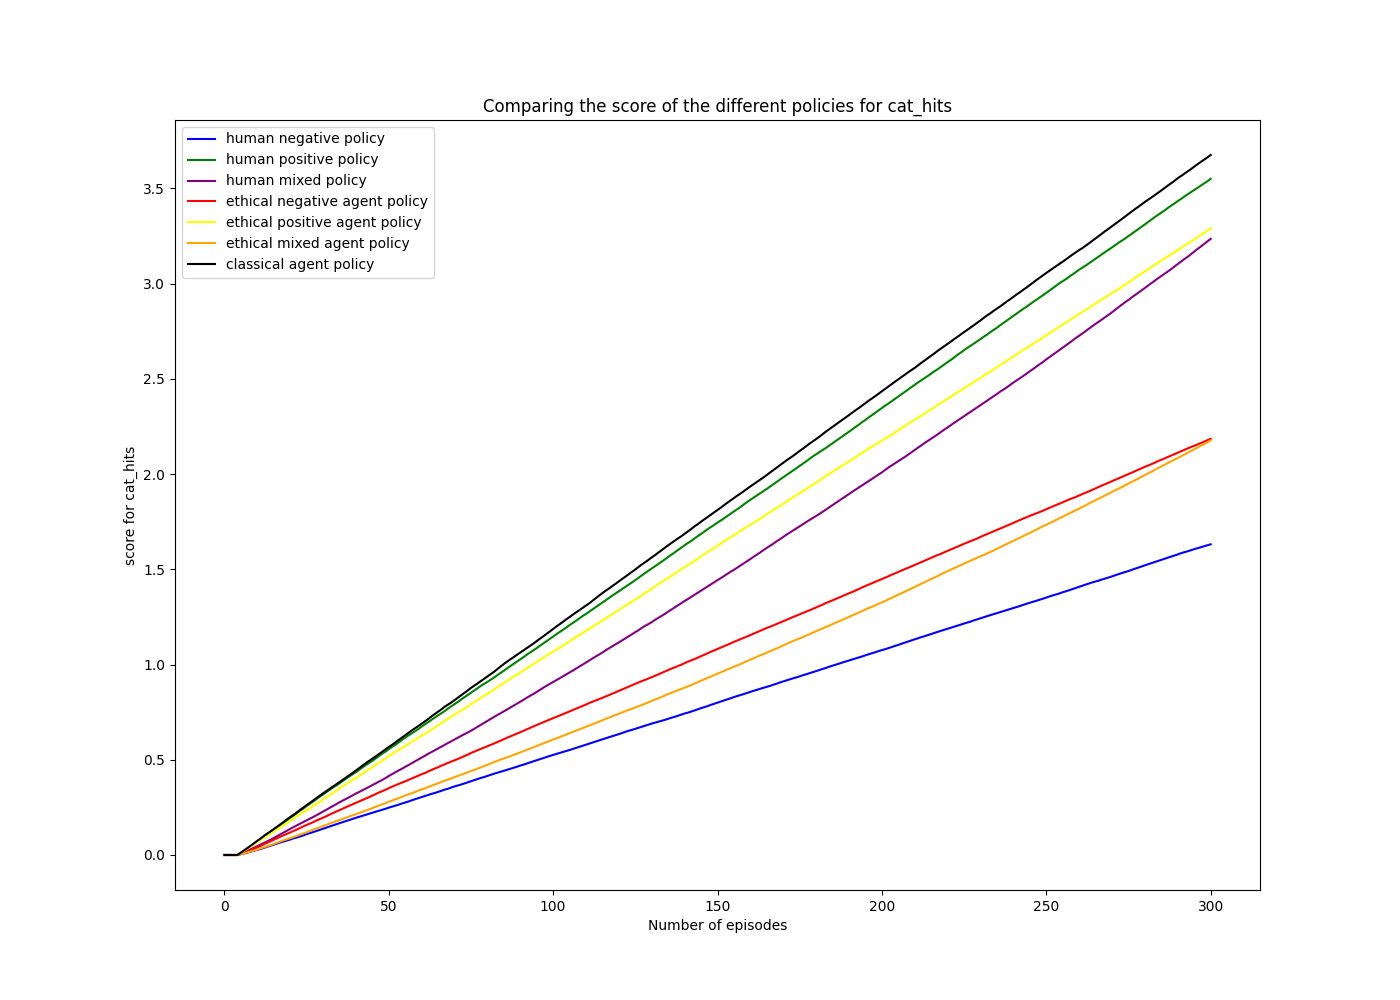 Comparing the score of the different policies for cat_hits
human negative policy
human positive policy
human mixed policy
ethical negative agent policy
ethical positive agent policy
ethical mixed agent policy
classical agent policy
3.5
3.0
2.5
2.0
1.5
1.0
0.5
0.0
score for cat_hits
0 50 100 150 200 250 300
Number of episodes